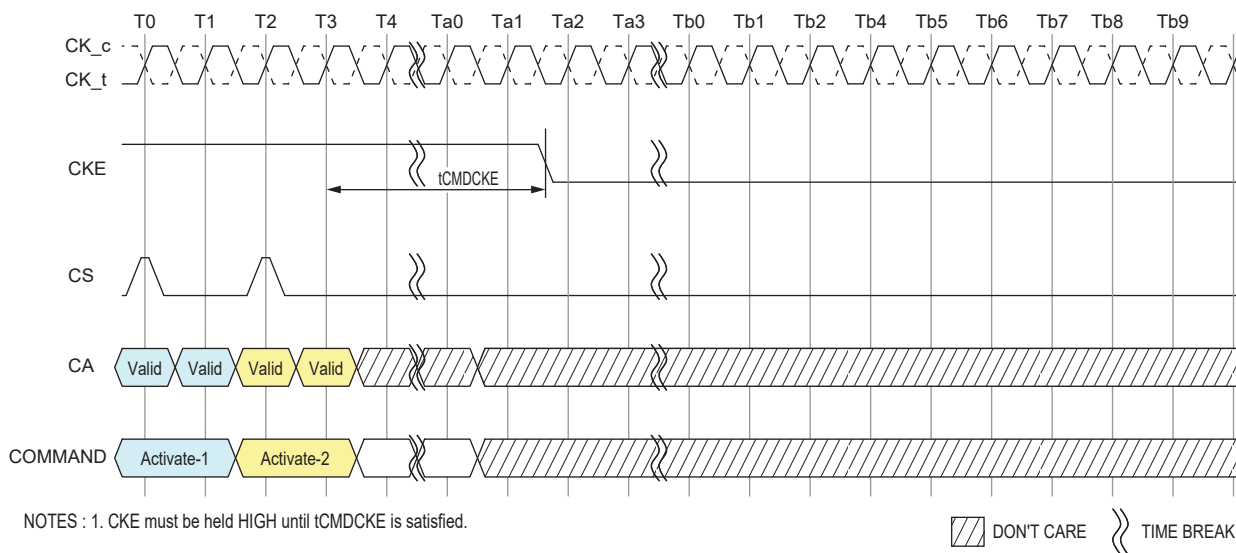 T0 T1 T2 T3 T4 Ta0 Ta1 Ta2 Ta3 Tb0 Tb1 Tb2 Tb4 Tb5 Tb6 Tb7 Tb8 Tb9
CK_c
CK_t
CKE
tCMDCKE
CS
CA Valid Valid Valid Valid
COMMAND Activate-1 Activate-2
NOTES : 1. CKE must be held HIGH until tCMDCKE is satisfied.
DON'T CARE TIME BREAK